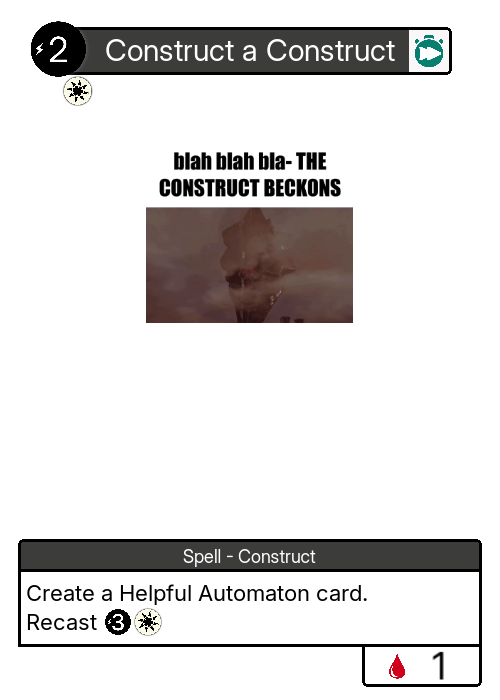 2 Construct a Construct
blah blah bla- THE
CONSTRUCT BECKONS
Spell - Construct
Create a Helpful Automaton card.
Recast 3
1